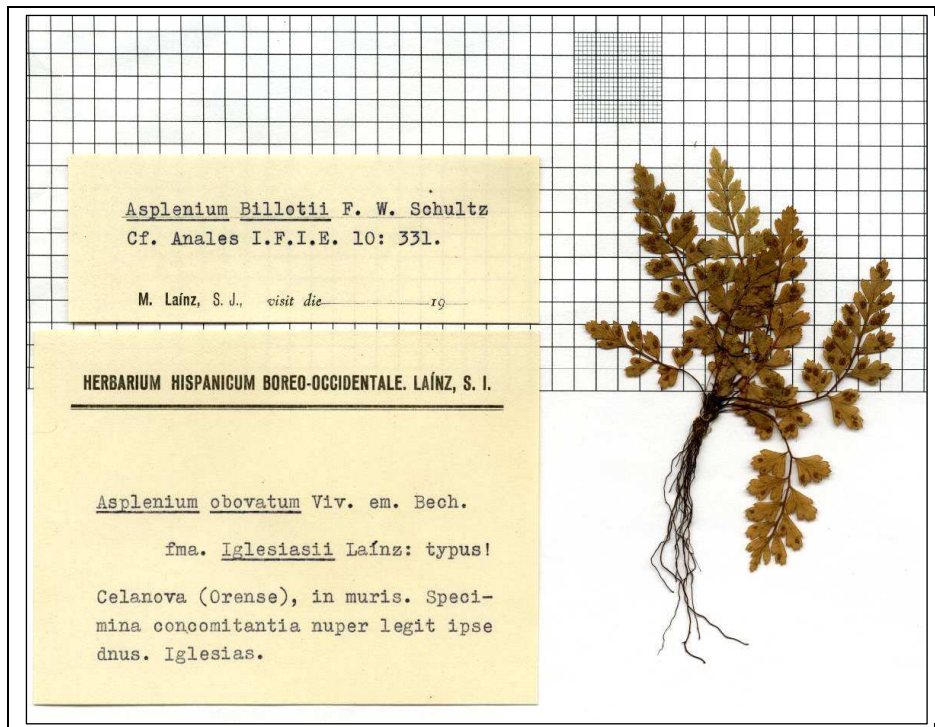 Asplenium Billotii F. W. Schultz
Cf. Anales I.F.I.E. 10: 331.
M. Laínz, S. J., visit die 19
HERBARIUM HISPANICUM BOREO-OCCIDENTALE. LAÍNZ, S. I.
Asplenium obovatum Viv. em. Bech.
fma. Iglesiasii Laínz: typus!
Celanova (Orense), in muris. Speci-
mina concomitantia nuper legit ipse
dnus. Iglesias.